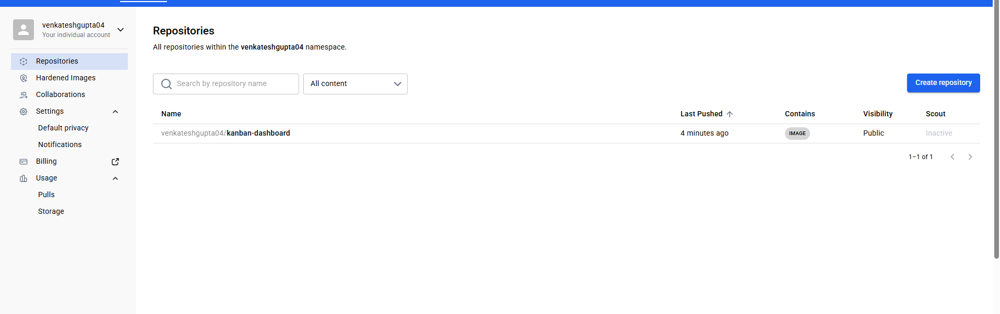 venkateshgupta04
Your individual account
Repositories
Hardened Images
Collaborations
Settings
Default privacy
Notifications
Billing
Usage
Pulls
Storage
Repositories
All repositories within the venkateshgupta04 namespace.
Search by repository name
All content
Create repository
Name Last Pushed Contains Visibility Scout
venkateshgupta04/kanban-dashboard 4 minutes ago IMAGE Public Inactive
1–1 of 1